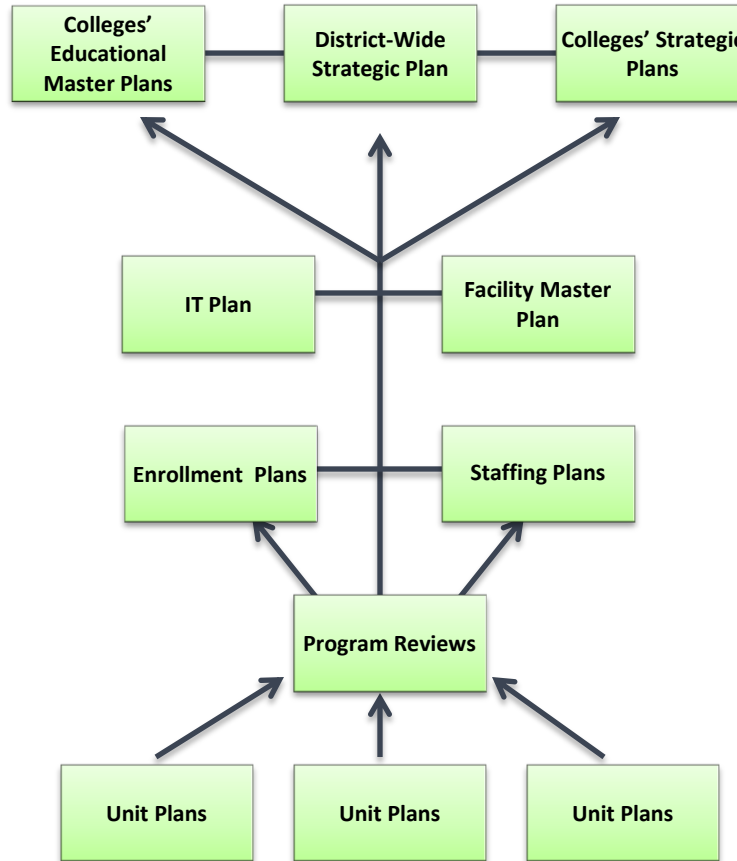 Colleges’
Educational
Master Plans
District-Wide
Strategic Plan
Colleges’ Strategic
Plans
IT Plan
Facility Master
Plan
Enrollment  Plans
Staffing Plans
Program Reviews
Unit Plans
Unit Plans
Unit Plans